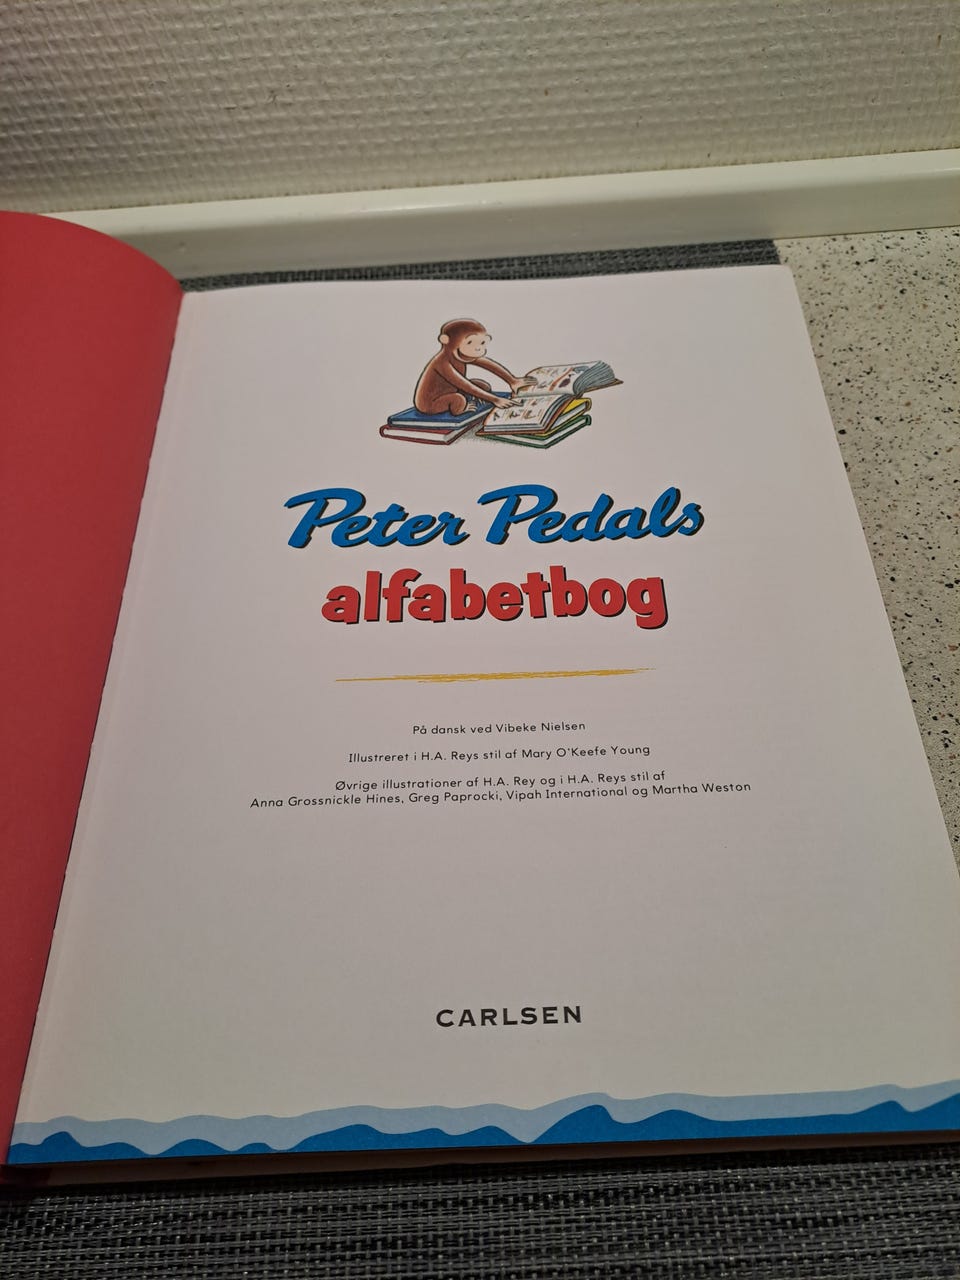 Peter Pedals
alfabetbog
På dansk ved Vibeke Nielsen
Illustreret i H.A. Reys stil af Mary O'Keefe Young
Øvrige illustrationer af H.A. Rey og i H.A. Reys stil af
Anna Grossnickle Hines, Greg Paprocki, Vipah International og Martha Weston
CARLSEN